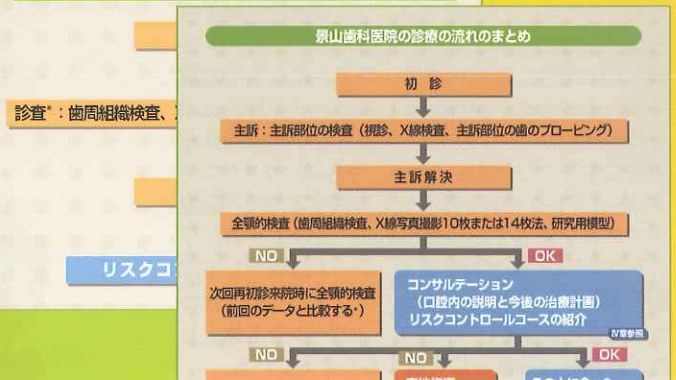 景山歯科医院の診療の流れのまとめ
初診
診査*:歯周組織検査、
主訴:主訴部位の検査(視診、X線検査、主訴部位の歯のプロービング)
主訴解決
全顎的検査(歯周組織検査、X線写真撮影10枚または14枚法、研究用模型)
NO
OK
リスクコ
次回再初診来院時に全顎的検査
(前回のデータと比較する*)
コンサルテーション
(口腔内の説明と今後の治療計画)
リスクコントロールコースの紹介
Ⅳ章参照
NO
NO
OK